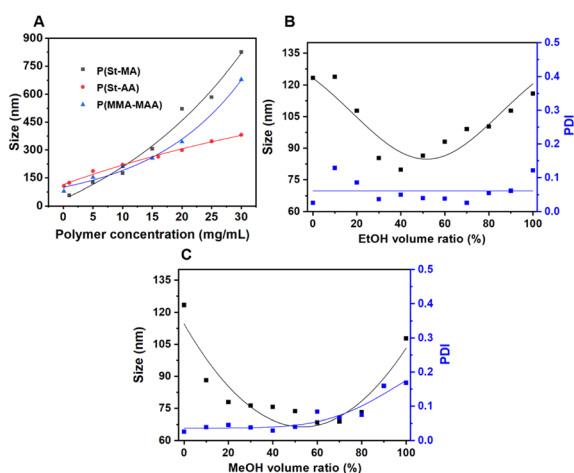 A
900
750
600
450
300
150
0
Size (nm)
P(St-MA)
P(St-AA)
P(MMA-MAA)
0 5 10 15 20 25 30
Polymer concentration (mg/mL)
B
135
120
105
90
75
60
Size (nm)
0.5
0.4
0.3
0.2
0.1
0.0
PDI
0 20 40 60 80 100
EtOH volume ratio (%)
C
135
120
105
90
75
60
Size (nm)
0.5
0.4
0.3
0.2
0.1
0.0
PDI
0 20 40 60 80 100
MeOH volume ratio (%)